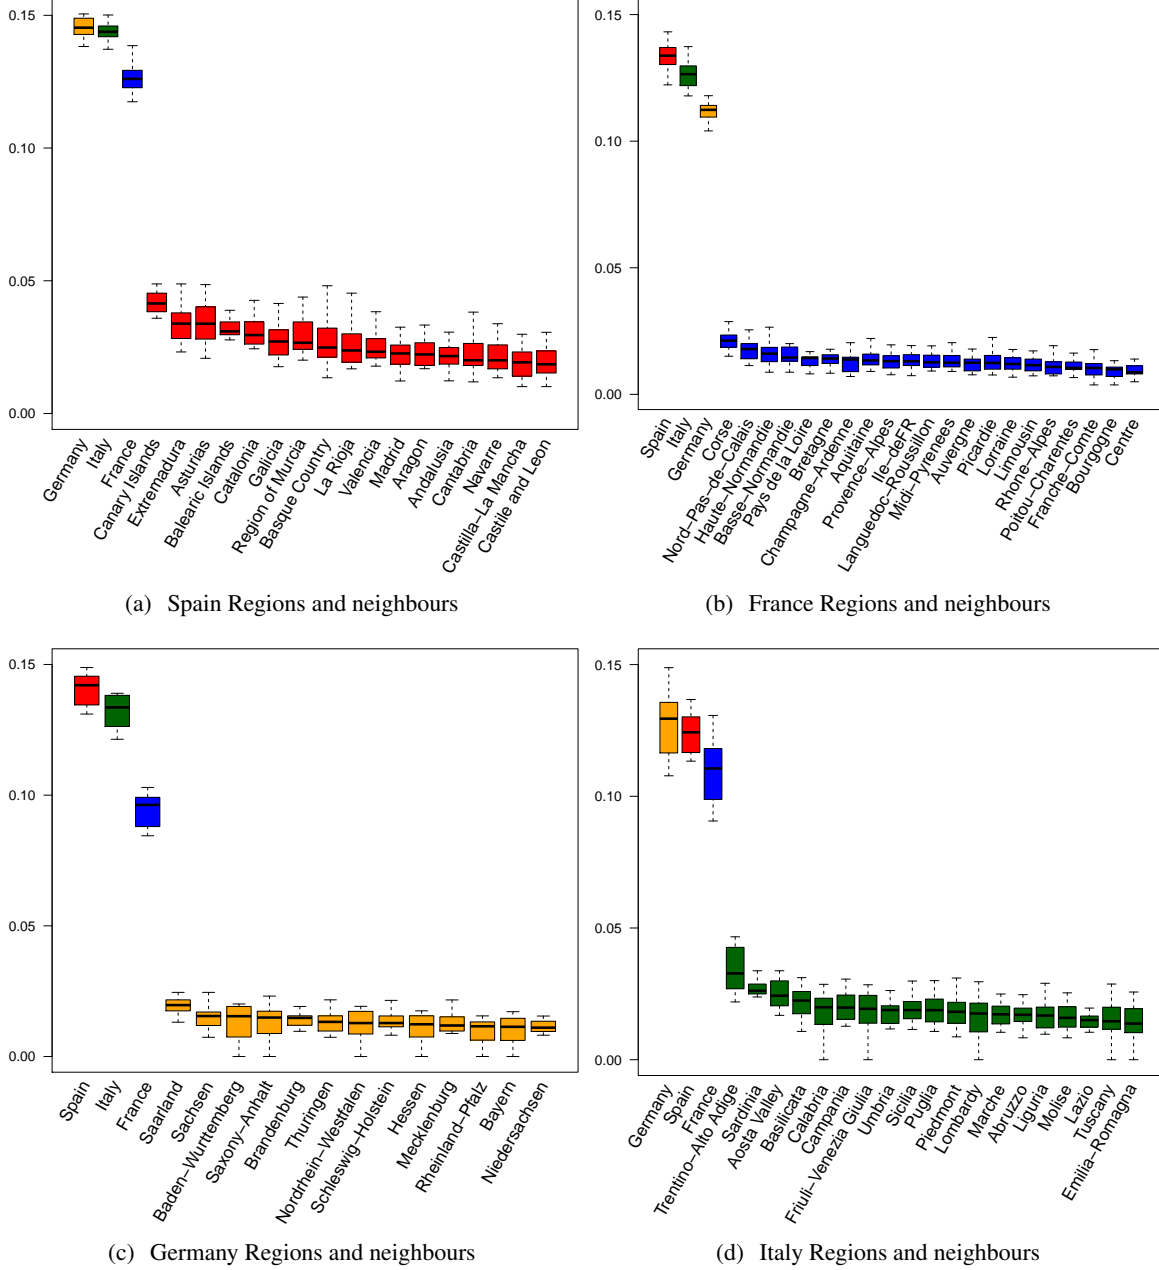 0.15
0.10
0.05
0.00
Germany
Italy
France
Canary Islands
Extremadura
Asturias
Balearic Islands
Catalonia
Galicia
Region of Murcia
Basque Country
La Rioja
Valencia
Madrid
Aragon
Andalusia
Cantabria
Navarre
Castilla−La Mancha
Castile and Leon
(a) Spain Regions and neighbours
0.15
0.10
0.05
0.00
Spain
Italy
Germany
Corse
Nord−Pas−de−Calais
Haute−Normandie
Basse−Normandie
Pays de la Loire
Bretagne
Champagne−Ardenne
Aquitaine
Provence−Alpes
Ile−deFR
Languedoc−Roussillon
Midi−Pyrenees
Auvergne
Picardie
Lorraine
Limousin
Rhone−Alpes
Poitou−Charentes
Franche−Comte
Bourgogne
Centre
(b) France Regions and neighbours
0.15
0.10
0.05
0.00
Spain
Italy
France
Saarland
Sachsen
Baden−Wurttemberg
Saxony−Anhalt
Brandenburg
Thuringen
Nordrhein−Westfalen
Schleswig−Holstein
Hessen
Mecklenburg
Rheinland−Pfalz
Bayern
Niedersachsen
(c) Germany Regions and neighbours
0.15
0.10
0.05
0.00
Germany
Spain
France
Trentino−Alto Adige
Sardinia
Aosta Valley
Basilicata
Calabria
Campania
Friuli−Venezia Giulia
Umbria
Sicilia
Puglia
Piedmont
Lombardy
Marche
Abruzzo
Liguria
Molise
Lazio
Tuscany
Emilia−Romagna
(d) Italy Regions and neighbours